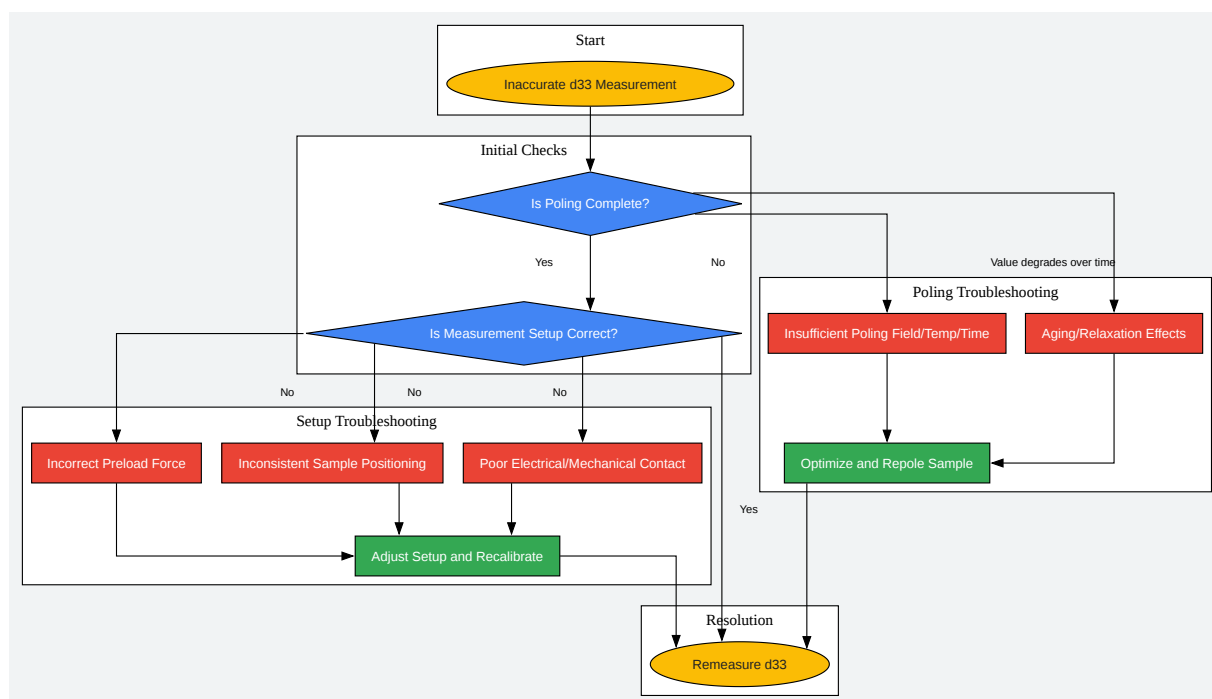 Start
Inaccurate d33 Measurement
Initial Checks
Is Poling Complete?
Yes
No
Value degrades over time
Is Measurement Setup Correct?
Poling Troubleshooting
Insufficient Poling Field/Temp/Time
Aging/Relaxation Effects
No
No
No
Setup Troubleshooting
Incorrect Preload Force
Inconsistent Sample Positioning
Poor Electrical/Mechanical Contact
Optimize and Repole Sample
Yes
Adjust Setup and Recalibrate
Resolution
Remeasure d33